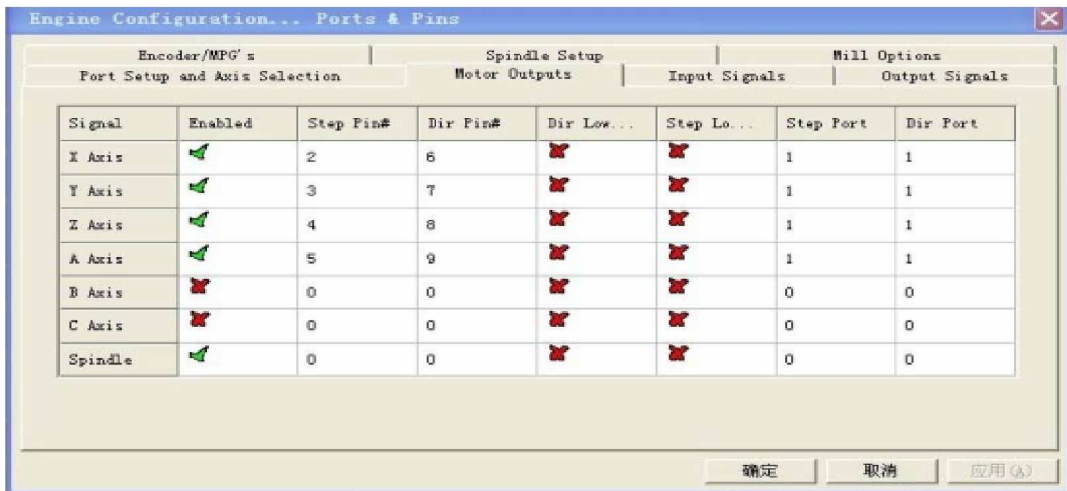 Engine Configuration... Ports & Pins
Encoder/MPG's Spindle Setup Mill Options
Port Setup and Axis Selection Motor Outputs Input Signals Output Signals
Signal Enabled Step Pin# Dir Pin# Dir Low... Step Lo... Step Port Dir Port
X Axis 2 6 1 1
Y Axis 3 7 1 1
Z Axis 4 8 1 1
A Axis 5 9 1 1
B Axis 0 0 0 0
C Axis 0 0 0 0
Spindle 0 0 0 0
确定 取消 应用(A)